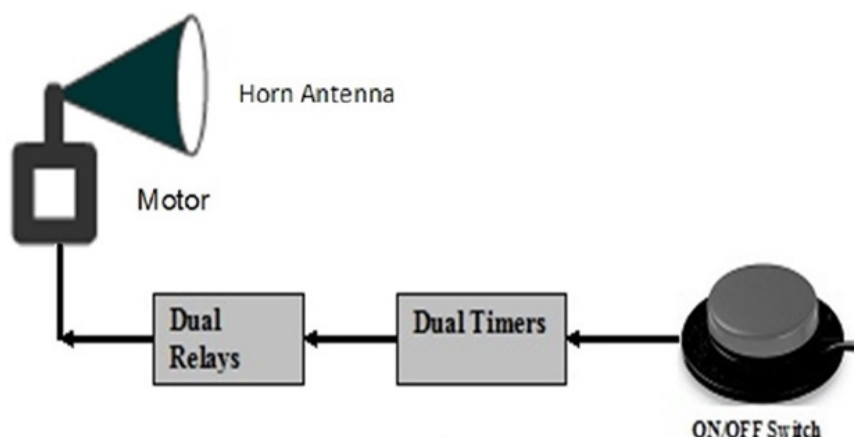 Horn Antenna
Motor
Dual
Relays
Dual Timers
ON/OFF Switch